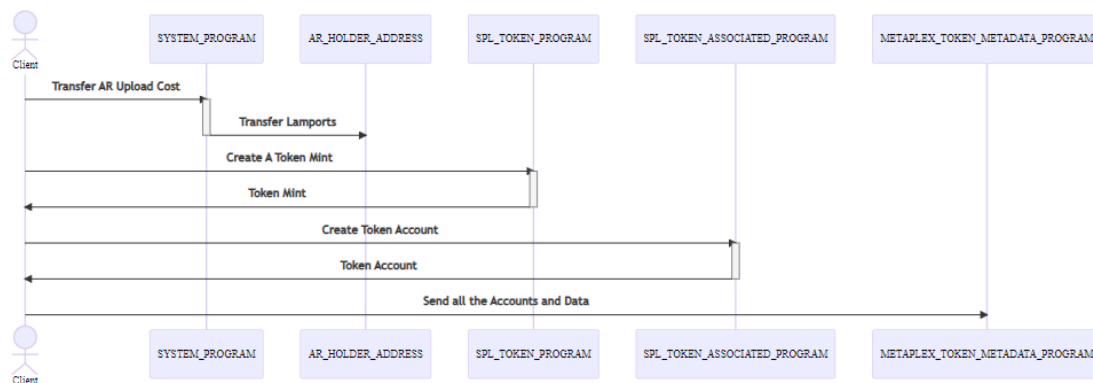 SYSTEM_PROGRAM
AR_HOLDER_ADDRESS
SPL_TOKEN_PROGRAM
SPL_TOKEN_ASSOCIATED_PROGRAM
METAPLEX_TOKEN_METADATA_PROGRAM
Client
Transfer AR Upload Cost
Transfer Lamports
Create A Token Mint
Token Mint
Create Token Account
Token Account
Send all the Accounts and Data
SYSTEM_PROGRAM
AR_HOLDER_ADDRESS
SPL_TOKEN_PROGRAM
SPL_TOKEN_ASSOCIATED_PROGRAM
METAPLEX_TOKEN_METADATA_PROGRAM
Client